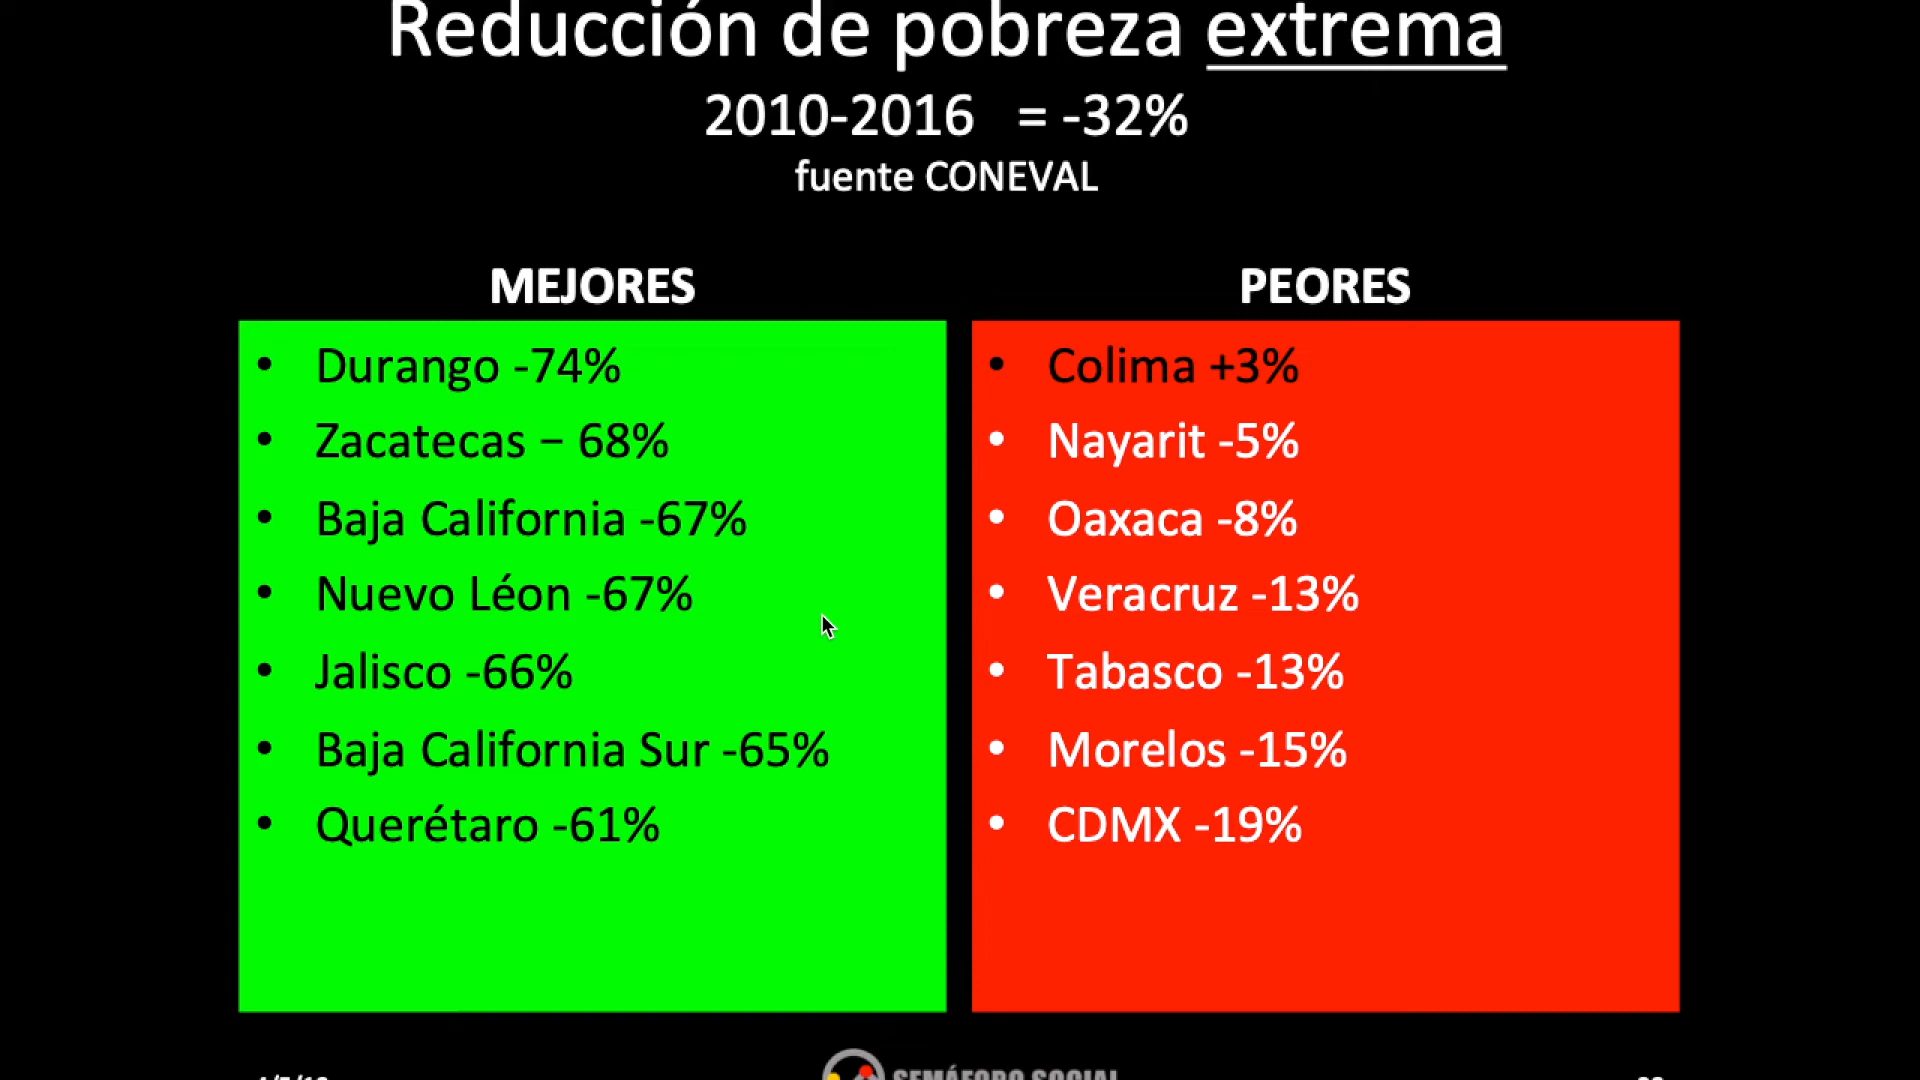 Reducción de pobreza extrema
2010-2016 = -32%
fuente CONEVAL
MEJORES
• Durango -74%
• Zacatecas – 68%
• Baja California -67%
• Nuevo Léon -67%
• Jalisco -66%
• Baja California Sur -65%
• Querétaro -61%
PEORES
• Colima +3%
• Nayarit -5%
• Oaxaca -8%
• Veracruz -13%
• Tabasco -13%
• Morelos -15%
• CDMX -19%
SEMÁFORO SOCIAL